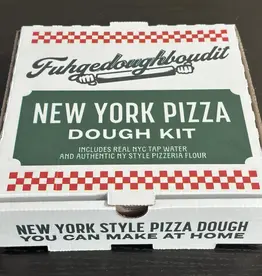 Fuhgedoughboudit
NEW YORK PIZZA
DOUGH KIT
INCLUDES REAL NYC TAP WATER
AND AUTHENTIC NY STYLE PIZZERIA FLOUR
NEW YORK STYLE PIZZA DOUGH
YOU CAN MAKE AT HOME